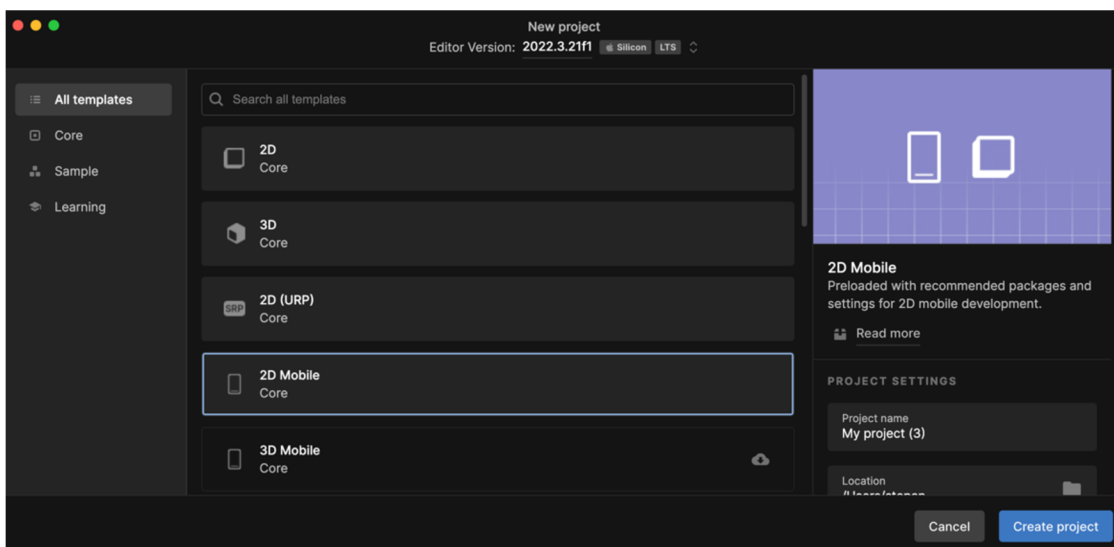 New project
Editor Version: 2022.3.21f1 Silicon LTS
All templates
Core
Sample
Learning
Search all templates
2D
Core
3D
Core
SRP
2D (URP)
Core
2D Mobile
Core
3D Mobile
Core
2D Mobile
Preloaded with recommended packages and
settings for 2D mobile development.
Read more
PROJECT SETTINGS
Project name
My project (3)
Location
Cancel
Create project